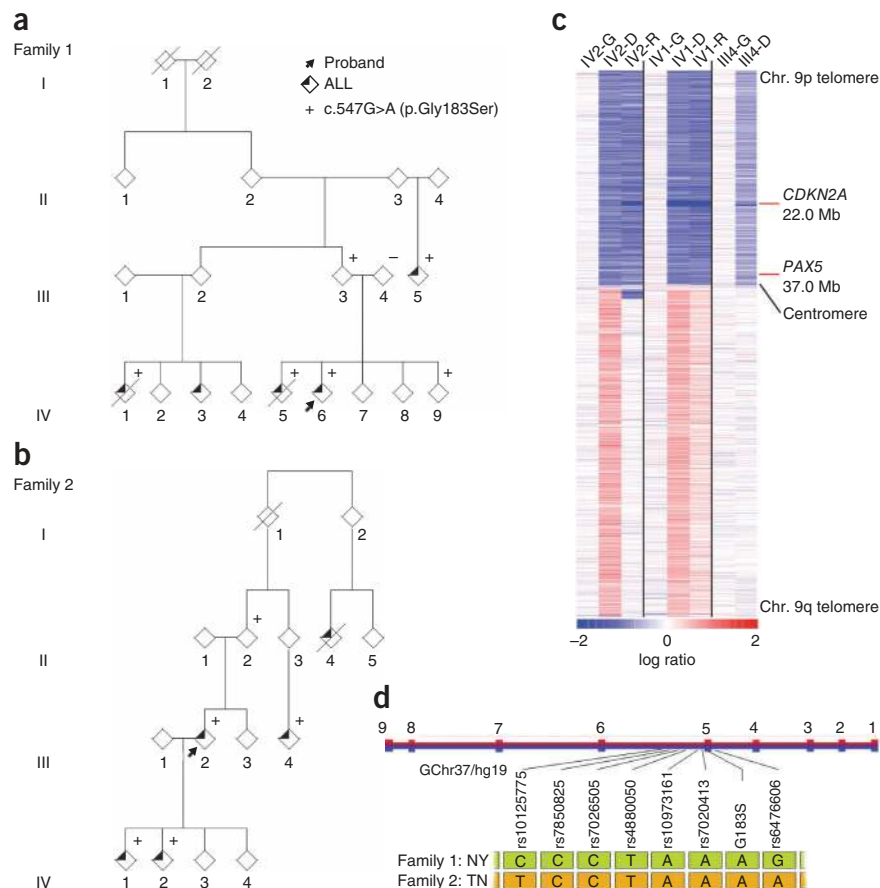 a
Family 1
Proband
ALL
+ c.547G>A (p.Gly183Ser)
I
1 2
II
1 2 3 4
+ − +
III
1 2 3 4 5
+ + + +
IV
1 2 3 4 5 6 7 8 9
b
Family 2
I
1 2
+
II
1 2 3 4 5
+ +
III
1 2 3 4
+ +
IV
1 2 3 4
c
IV2-G IV2-D IV2-R IV1-G IV1-D IV1-R III4-G III4-D
Chr. 9p telomere
CDKN2A
22.0 Mb
PAX5
37.0 Mb
Centromere
Chr. 9q telomere
−2 0 2
log ratio
d
9 8 7 6 5 4 3 2 1
GChr37/hg19
rs10125775 rs7850825 rs7026505 rs4880050 rs10973161 rs7020413 G183S rs6476606
Family 1: NY C C C T A A A G
Family 2: TN T C C T A A A A